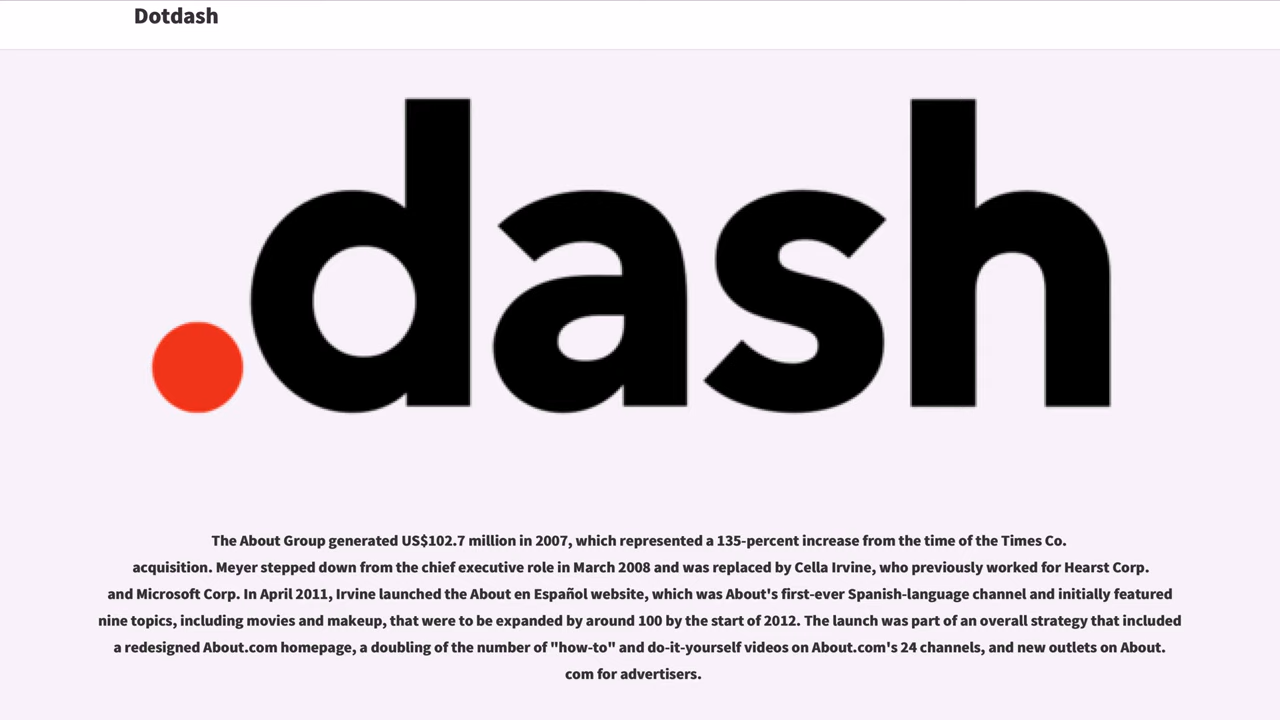 Dotdash
.dash
The About Group generated US$102.7 million in 2007, which represented a 135-percent increase from the time of the Times Co.
acquisition. Meyer stepped down from the chief executive role in March 2008 and was replaced by Cella Irvine, who previously worked for Hearst Corp.
and Microsoft Corp. In April 2011, Irvine launched the About en Español website, which was About's first-ever Spanish-language channel and initially featured
nine topics, including movies and makeup, that were to be expanded by around 100 by the start of 2012. The launch was part of an overall strategy that included
a redesigned About.com homepage, a doubling of the number of "how-to" and do-it-yourself videos on About.com's 24 channels, and new outlets on About.
com for advertisers.